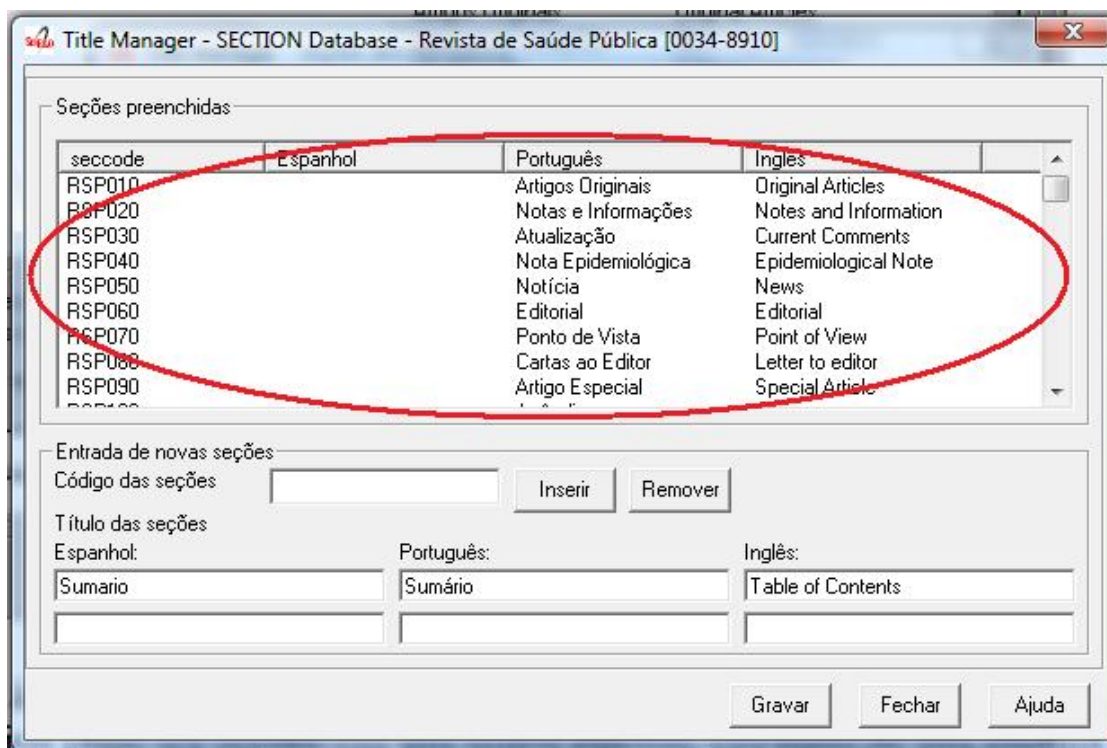 Title Manager - SECTION Database - Revista de Saúde Pública [0034-8910]
Seções preenchidas
seccode Espanhol Português Ingles
RSP010 Artigos Originais Original Articles
RSP020 Notas e Informações Notes and Information
RSP030 Atualização Current Comments
RSP040 Nota Epidemiológica Epidemiological Note
RSP050 Notícia News
RSP060 Editorial Editorial
RSP070 Ponto de Vista Point of View
RSP080 Cartas ao Editor Letter to editor
RSP090 Artigo Especial Special Article
Entrada de novas seções
Código das seções Inserir Remover
Título das seções
Espanhol: Português: Inglês:
Sumario Sumário Table of Contents
Gravar Fechar Ajuda